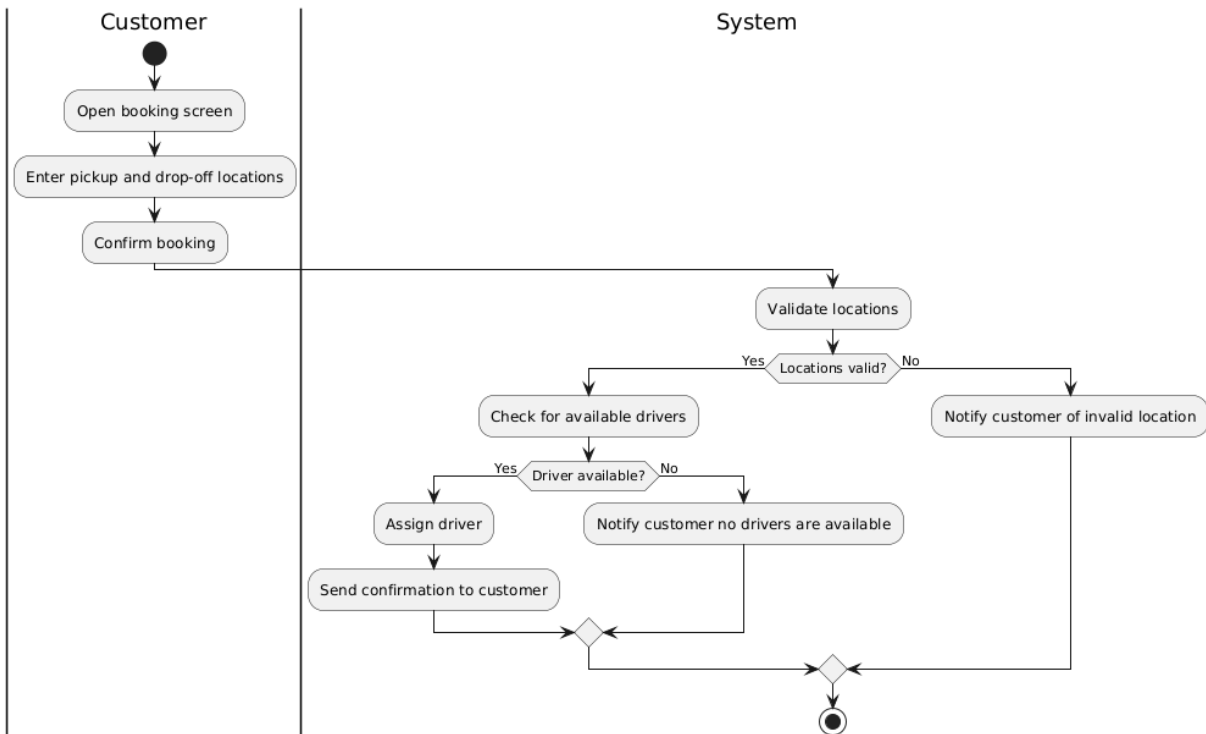 Customer
System
Open booking screen
Enter pickup and drop-off locations
Confirm booking
Validate locations
Yes
Locations valid?
No
Check for available drivers
Notify customer of invalid location
Yes
Driver available?
No
Assign driver
Notify customer no drivers are available
Send confirmation to customer